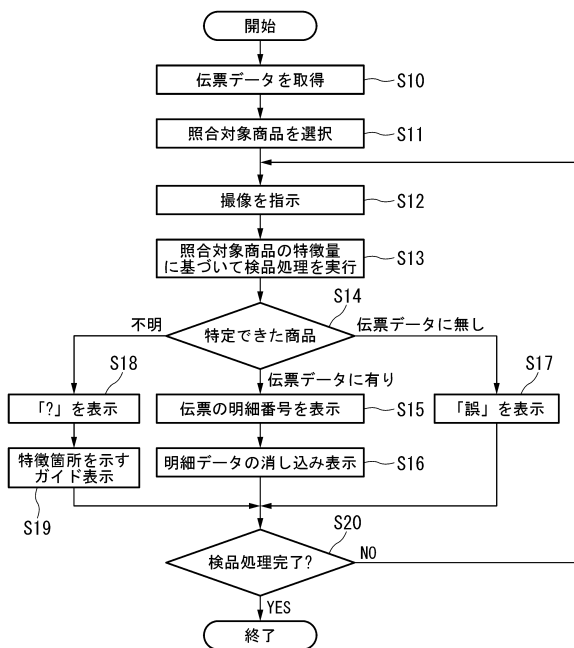 開始
伝票データを取得
S10
照合対象商品を選択
S11
撮像を指示
S12
照合対象商品の特徴量
に基づいて検品処理を実行
S13
S14
特定できた商品
不明
伝票データに無し
伝票データに有り
S18
「?」を表示
伝票の明細番号を表示
S15
S17
「誤」を表示
特徴箇所を示す
ガイド表示
S19
明細データの消し込み表示
S16
S20
検品処理完了?
NO
YES
終了